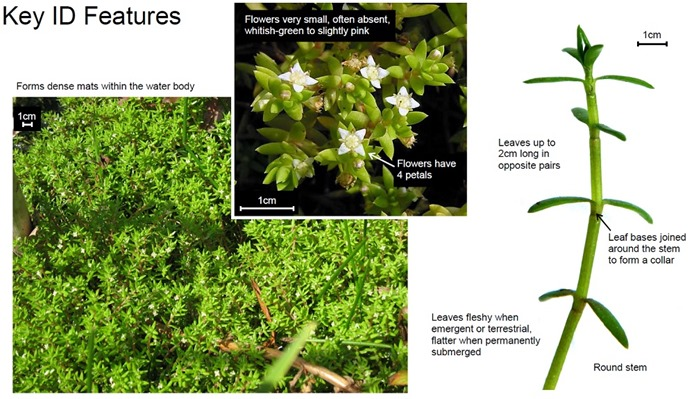 Key ID Features
Flowers very small, often absent,
whitish-green to slightly pink
1cm
Forms dense mats within the water body
1cm
Leaves up to
2cm long in
opposite pairs
Flowers have
4 petals
1cm
Leaf bases joined
around the stem
to form a collar
Leaves fleshy when
emergent or terrestrial,
flatter when permanently
submerged
Round stem